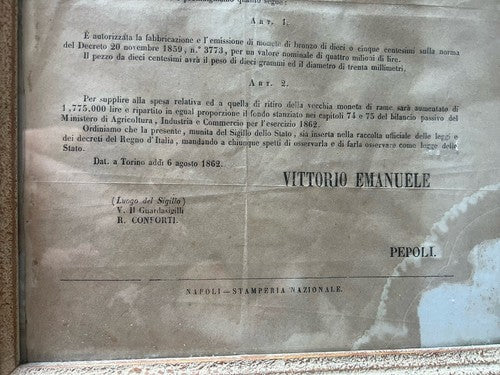 Art. 1.
È autorizzata la fabbricazione e l'emissione di monete di bronzo di dieci o cinque centesimi sulla norma
del Decreto 20 novembre 1859, n.° 3773, per un valore nominale di quattro milioni di lire.
Il pezzo da dieci centesimi avrà il peso di dieci grammi ed il diametro di trenta millimetri.
Art. 2.
Per supplire alla spesa relativa ed a quella di ritiro della vecchia moneta di rame sarà aumentato di
1,775.000 lire e ripartito in egual proporzione il fondo stanziato nei capitoli 74 e 75 del bilancio passivo del
Ministero di Agricoltura, Industria e Commercio per l'esercizio 1862.
Ordiniamo che la presente, munita del Sigillo dello Stato, sia inserta nella raccolta officiale delle leggi e
dei decreti del Regno d'Italia, mandando a chiunque spetti di osservarla e di farla osservare come legge dello
Stato.
Dat. a Torino addì 6 agosto 1862.
VITTORIO EMANUELE
(Luogo del Sigillo)
V. Il Guardasigilli
R. CONFORTI.
PEPOLI.
NAPOLI—STAMPERIA NAZIONALE.